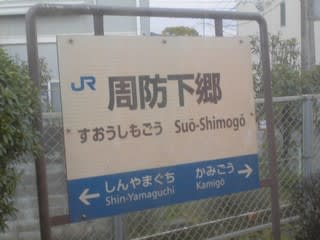 JR 周防下郷
すおうしもごう Suō-Shimogō
← しんやまぐち かみごう →
Shin-Yamaguchi Kamigō